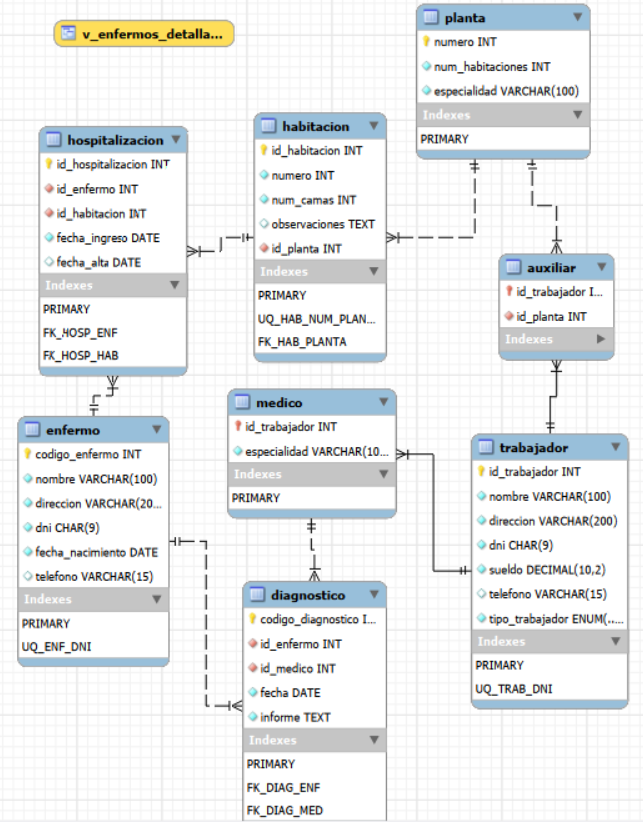 v_enfermos_detalla...
planta
numero INT
num_habitaciones INT
especialidad VARCHAR(100)
Indexes
PRIMARY
hospitalizacion
id_hospitalizacion INT
id_enfermo INT
id_habitacion INT
fecha_ingreso DATE
fecha_alta DATE
Indexes
PRIMARY
FK_HOSP_ENF
FK_HOSP_HAB
habitacion
id_habitacion INT
numero INT
num_camas INT
observaciones TEXT
id_planta INT
Indexes
PRIMARY
UQ_HAB_NUM_PLAN...
FK_HAB_PLANTA
auxiliar
id_trabajador I...
id_planta INT
Indexes
medico
id_trabajador INT
especialidad VARCHAR(10...
Indexes
PRIMARY
enfermo
codigo_enfermo INT
nombre VARCHAR(100)
direccion VARCHAR(20...
dni CHAR(9)
fecha_nacimiento DATE
telefono VARCHAR(15)
Indexes
PRIMARY
UQ_ENF_DNI
trabajador
id_trabajador INT
nombre VARCHAR(100)
direccion VARCHAR(200)
dni CHAR(9)
sueldo DECIMAL(10,2)
telefono VARCHAR(15)
tipo_trabajador ENUM(...
Indexes
PRIMARY
UQ_TRAB_DNI
diagnostico
codigo_diagnostico I...
id_enfermo INT
id_medico INT
fecha DATE
informe TEXT
Indexes
PRIMARY
FK_DIAG_ENF
FK_DIAG_MED